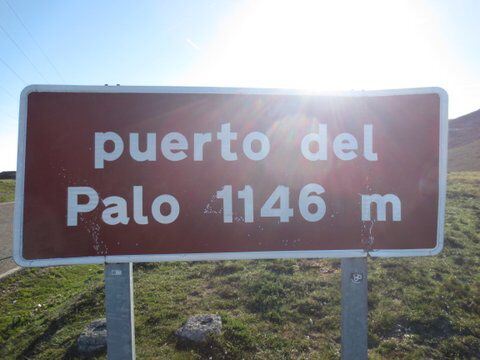 puerto del
Palo 1146 m